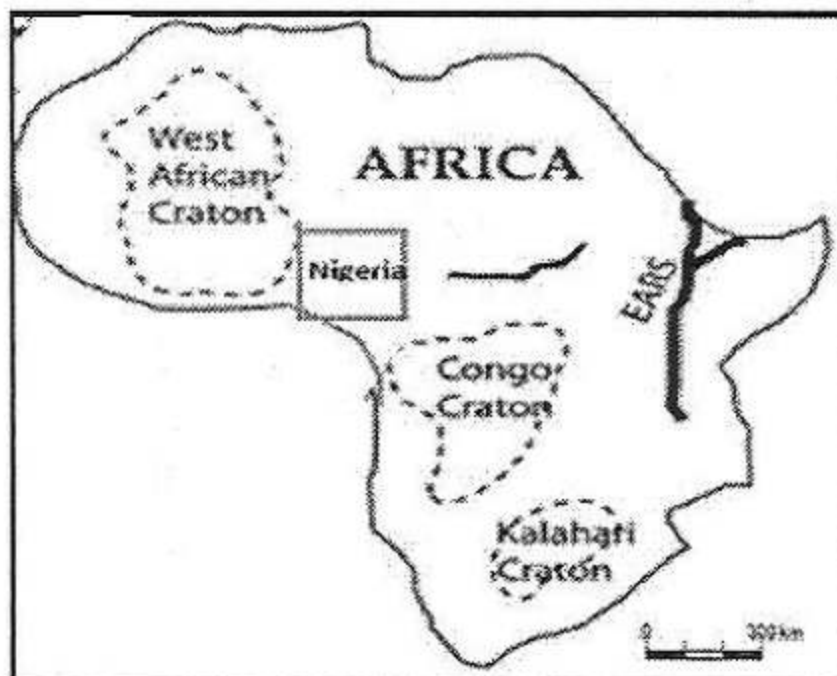 West
African
Craton
AFRICA
Nigeria
EARS
Congo
Craton
Kalahari
Craton
0 300 km